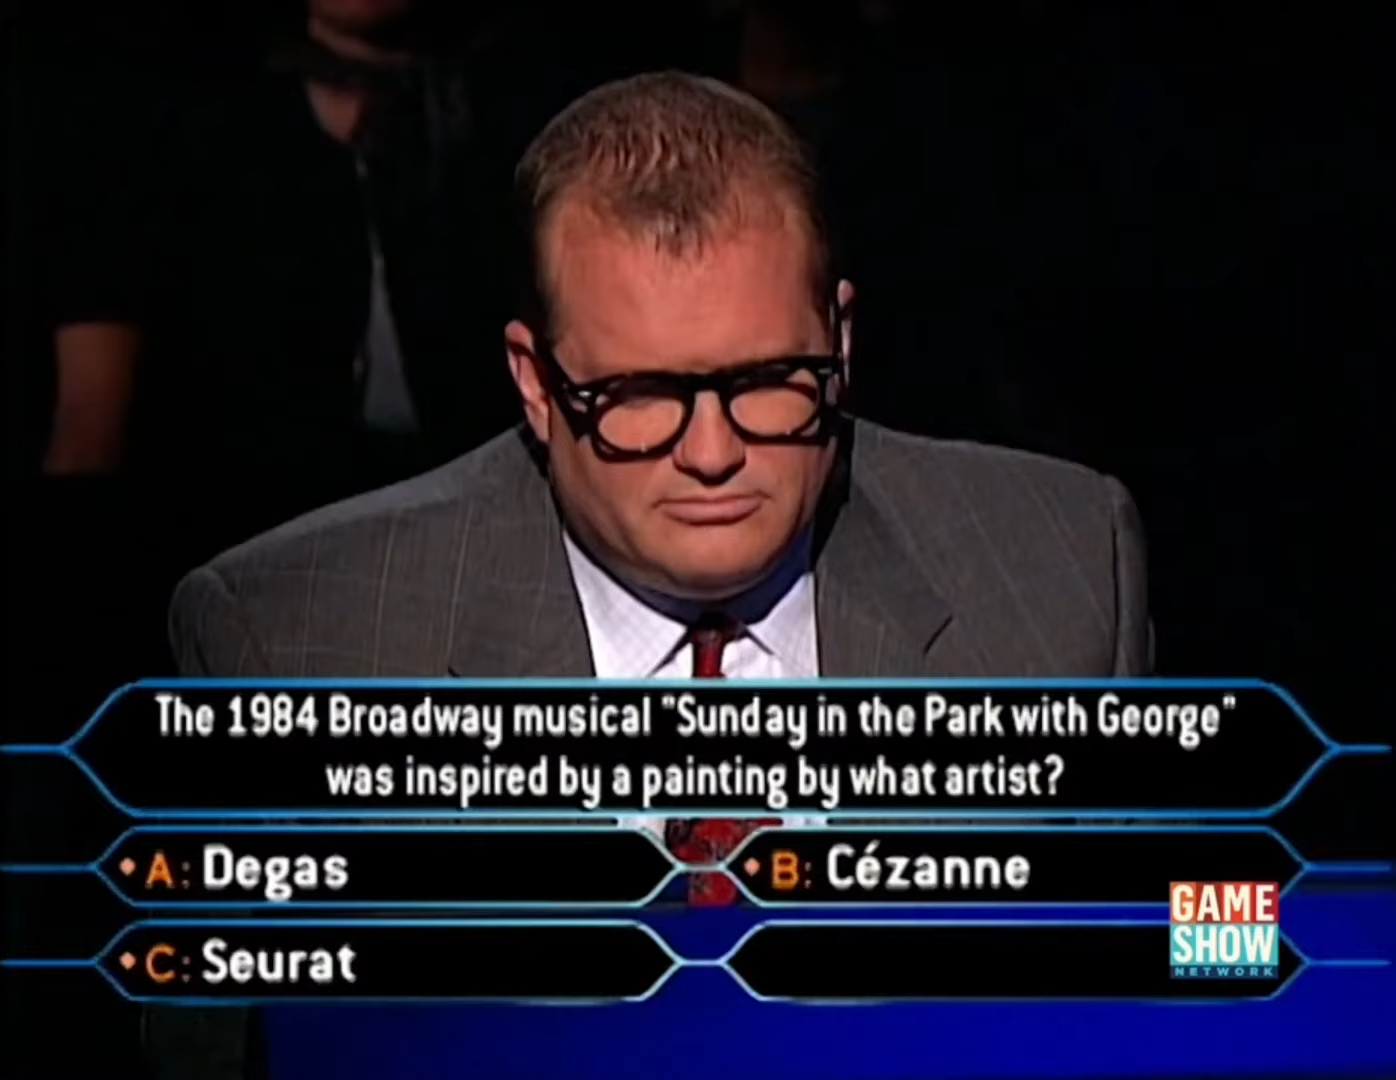 The 1984 Broadway musical "Sunday in the Park with George"
was inspired by a painting by what artist?
A: Degas
B: Cézanne
C: Seurat
GAME
SHOW
NETWORK